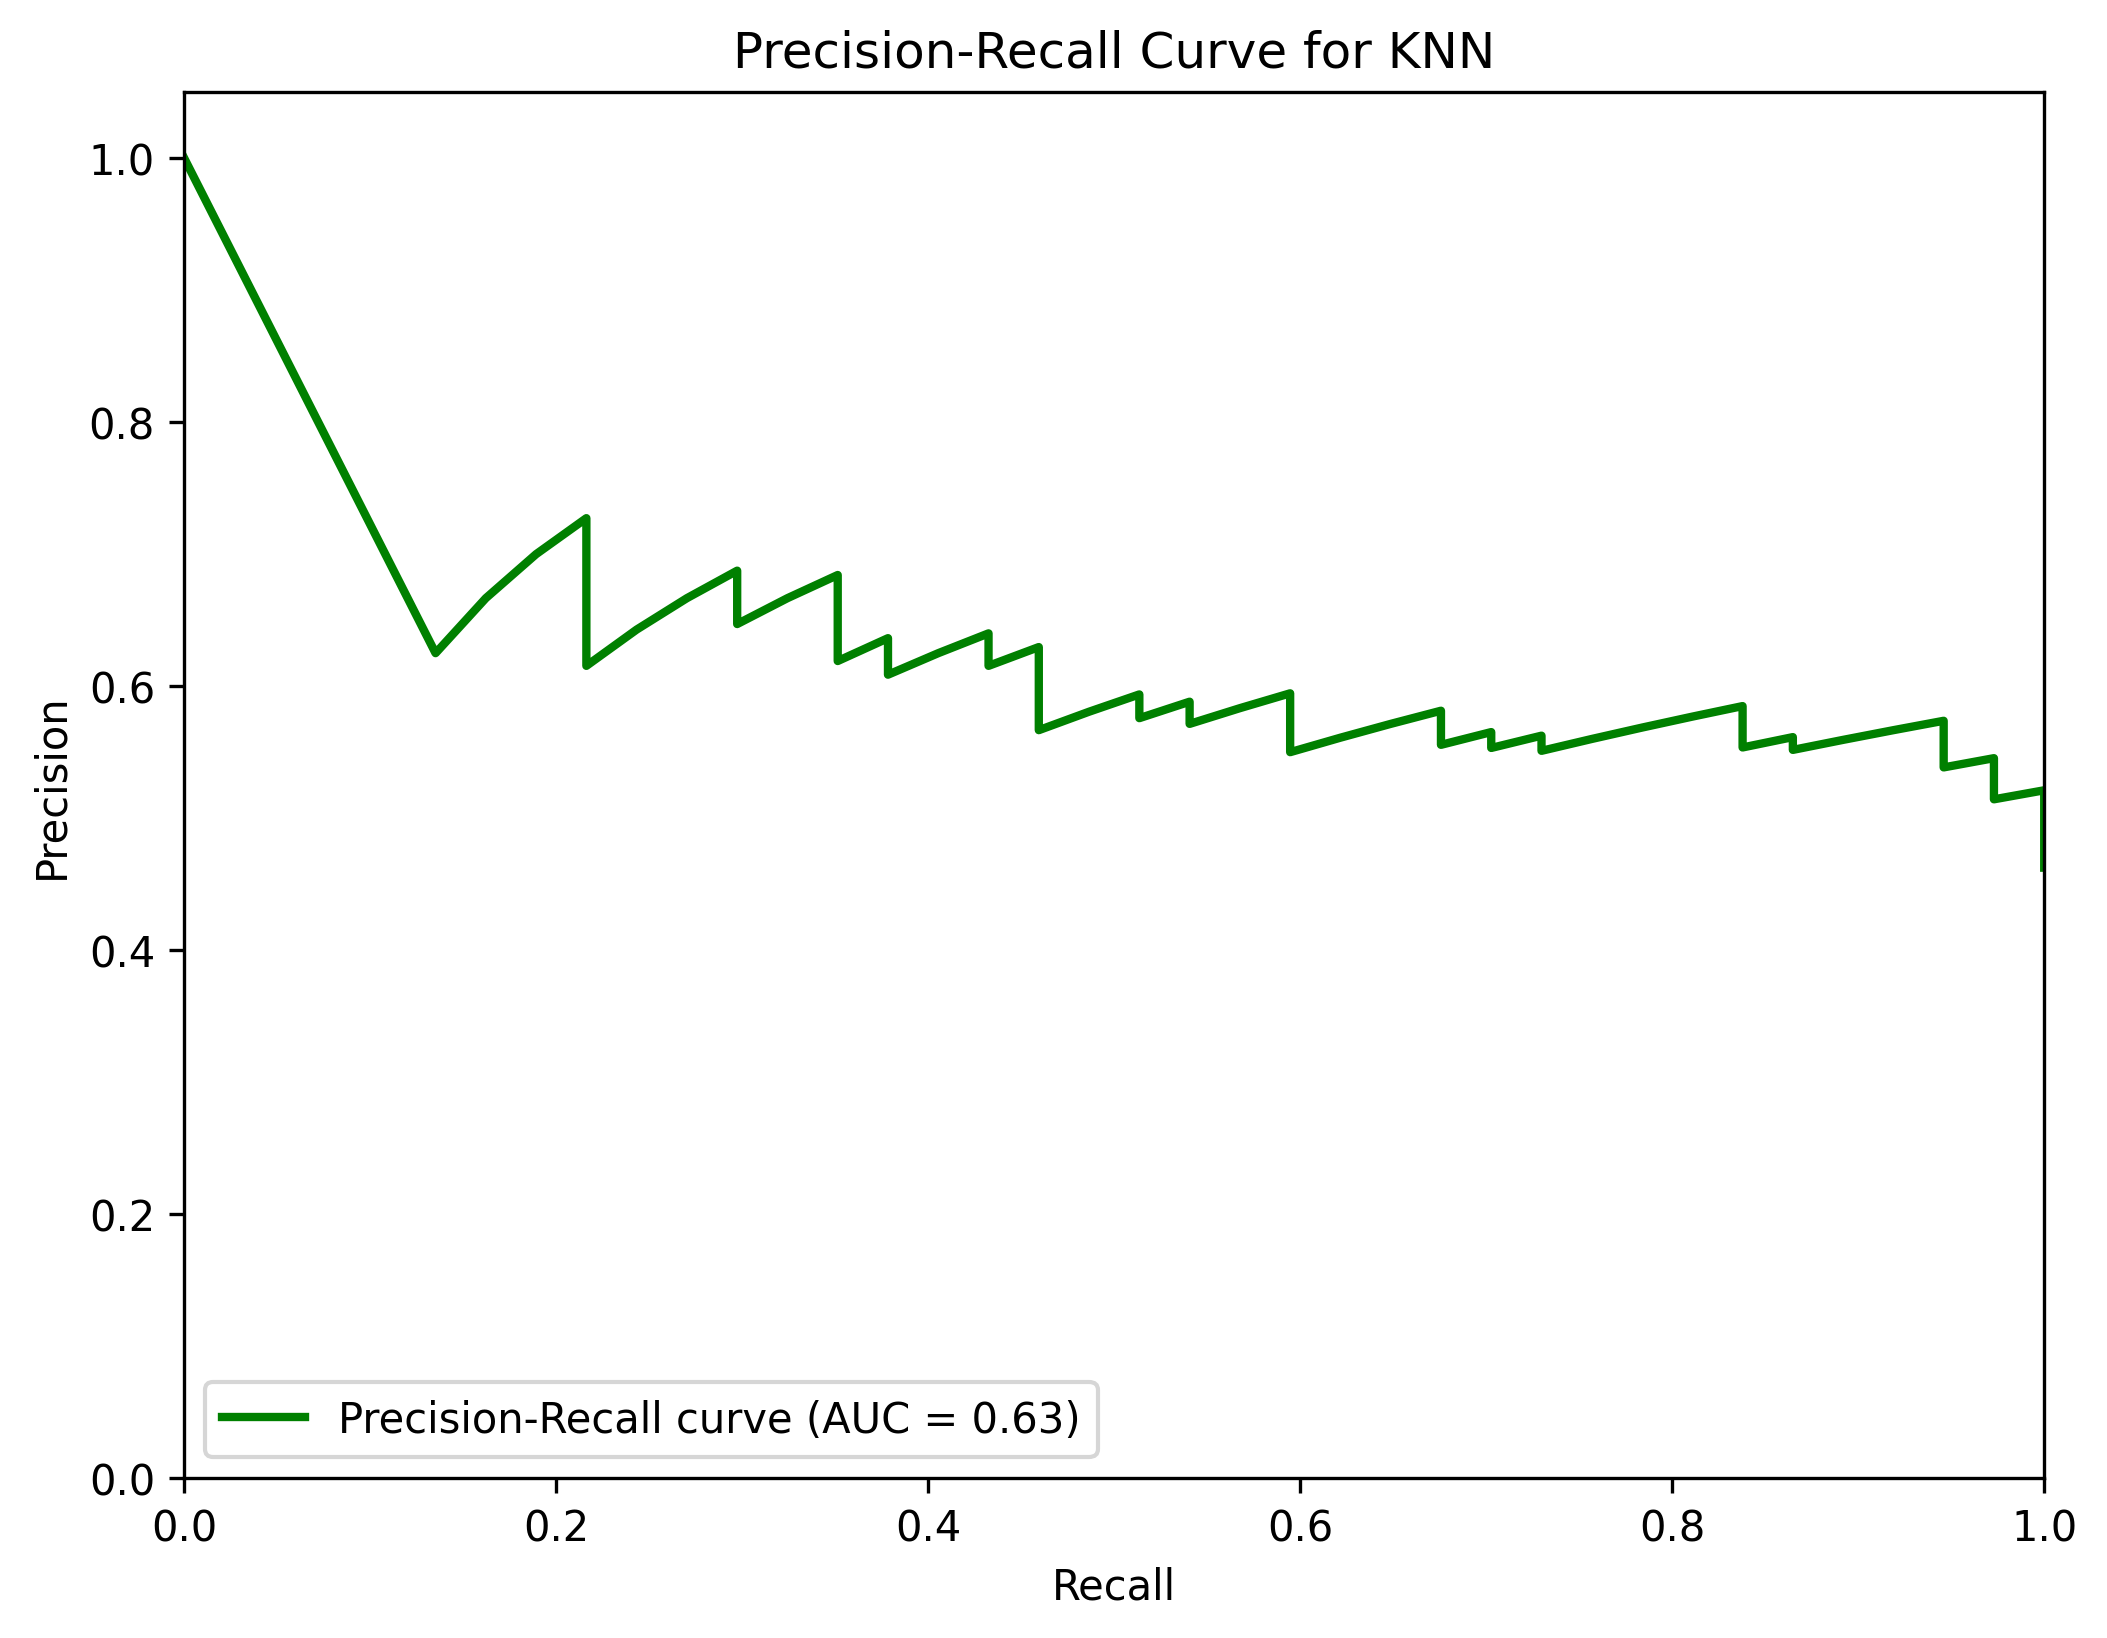 Precision-Recall Curve for KNN
1.0
0.8
0.6
0.4
0.2
0.0
Precision
Precision-Recall curve (AUC = 0.63)
0.0 0.2 0.4 0.6 0.8 1.0
Recall